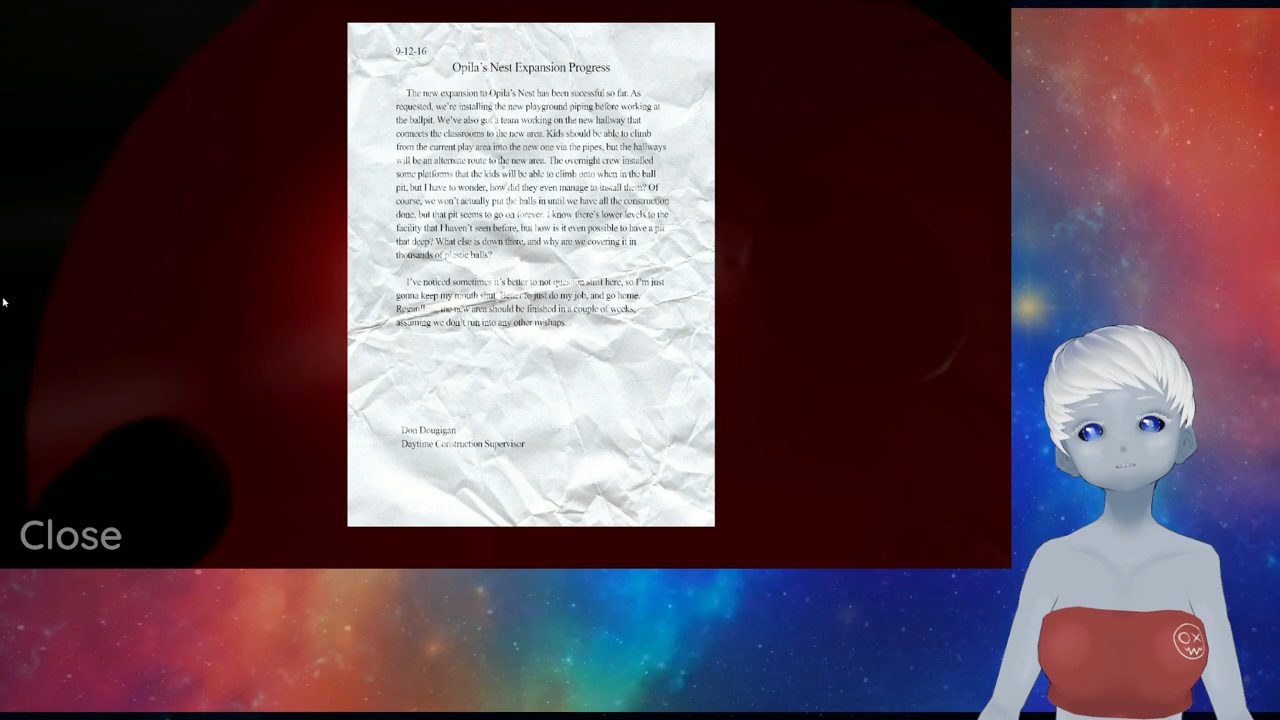 9-12-16
Opila's Nest Expansion Progress
The new expansion to Opila's Nest has been sucessful so far. As
requested, we're installing the new playground piping before working at
the ballpit. We've also got a team working on the new hallway that
connects the classrooms to the new area. Kids should be able to climb
from the current play area into the new one via the pipes, but the hallways
will be an alternate route to the new area. The overnight crew installed
some platforms that the kids will be able to climb onto when in the ball
pit, but I have to wonder, how did they even manage to install them? Of
course, we won't actually put the balls in until we have all the construction
done, but that pit seems to go on forever. I know there's lower levels to the
facility that I haven't seen before, but how is it even possible to have a pit
that deep? What else is down there, and why are we covering it in
thousands of plastic balls?
I've noticed sometimes it's better to not question stuff here, so I'm just
gonna keep my mouth shut. Better to just do my job, and go home.
the new area should be finished in a couple of weeks,
assuming we don't run into any other mishaps.
Don Dougigan
Daytime Construction Supervisor
Close